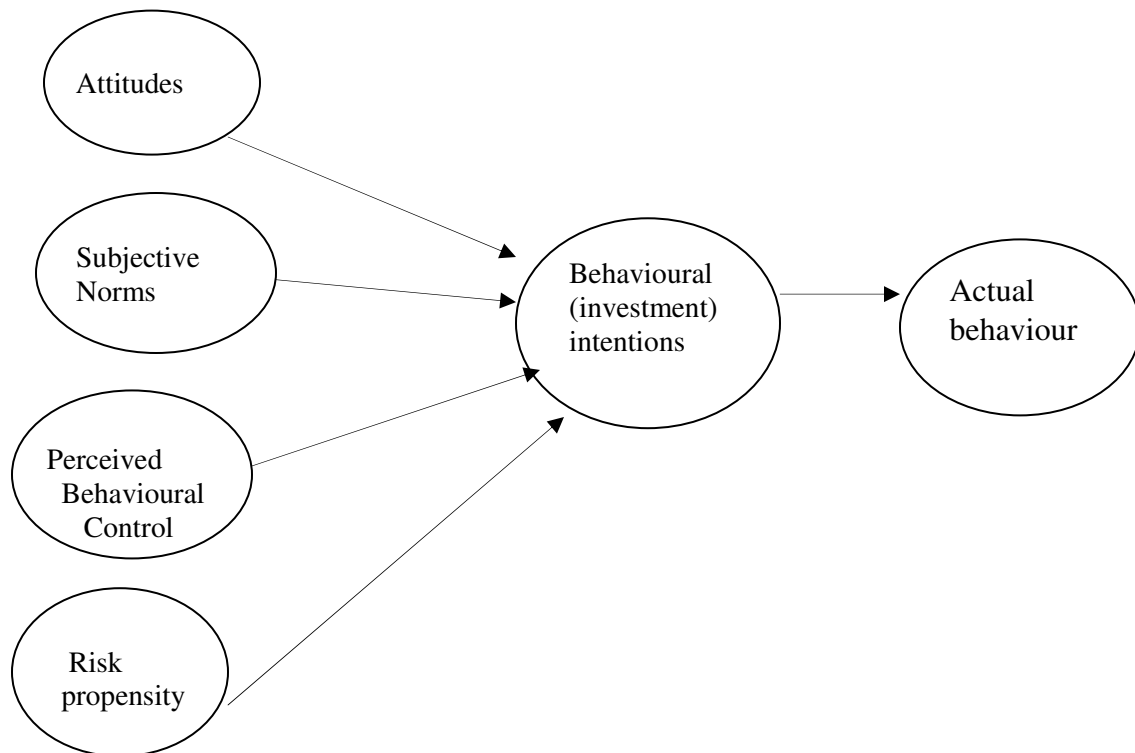 Attitudes
Subjective
Norms
Perceived
Behavioural
Control
Risk
propensity
Behavioural
(investment)
intentions
Actual
behaviour